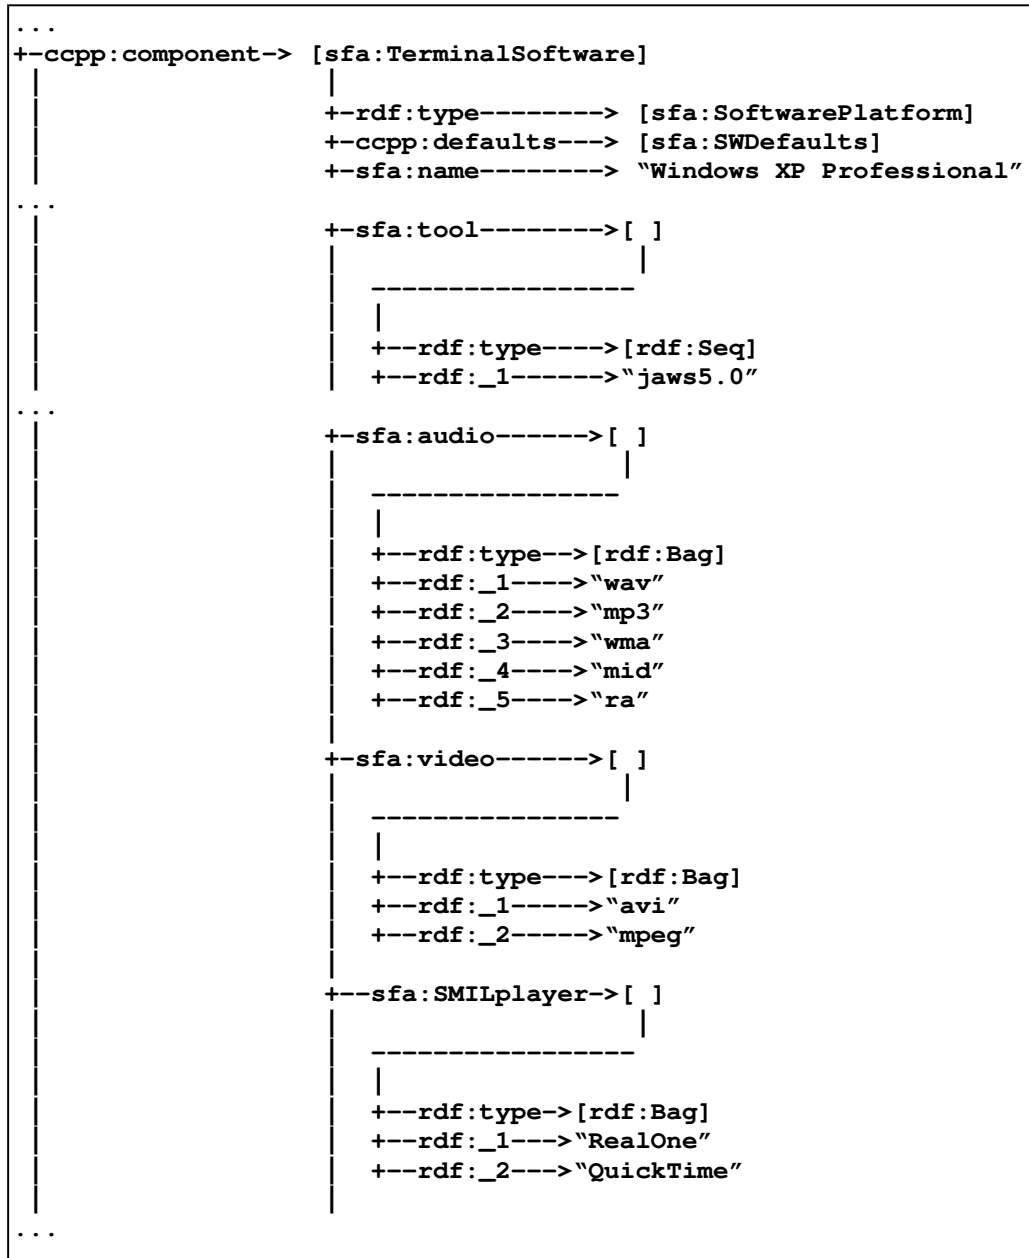 ...
+-ccpp:component-> [sfa:TerminalSoftware]
 |                  |
 |                  +-rdf:type--------> [sfa:SoftwarePlatform]
 |                  +-ccpp:defaults---> [sfa:SWDefaults]
 |                  +-sfa:name--------> “Windows XP Professional”
...
 |                  +-sfa:tool-------->[ ]
 |                  |                   |
 |                  |  -----------------
 |                  |  |
 |                  |  +--rdf:type---->[rdf:Seq]
 |                  |  +--rdf:_1------>“jaws5.0”
...
 |                  +-sfa:audio------>[ ]
 |                  |                  |
 |                  |  ----------------
 |                  |  |
 |                  |  +--rdf:type-->[rdf:Bag]
 |                  |  +--rdf:_1---->“wav”
 |                  |  +--rdf:_2---->“mp3”
 |                  |  +--rdf:_3---->“wma”
 |                  |  +--rdf:_4---->“mid”
 |                  |  +--rdf:_5---->“ra”
 |                  |
 |                  +-sfa:video------>[ ]
 |                  |                  |
 |                  |  ----------------
 |                  |  |
 |                  |  +--rdf:type--->[rdf:Bag]
 |                  |  +--rdf:_1----->“avi”
 |                  |  +--rdf:_2----->“mpeg”
 |                  |
 |                  +--sfa:SMILplayer->[ ]
 |                  |                   |
 |                  |  -----------------
 |                  |  |
 |                  |  +--rdf:type->[rdf:Bag]
 |                  |  +--rdf:_1--->“RealOne”
 |                  |  +--rdf:_2--->“QuickTime”
 |                  |
...